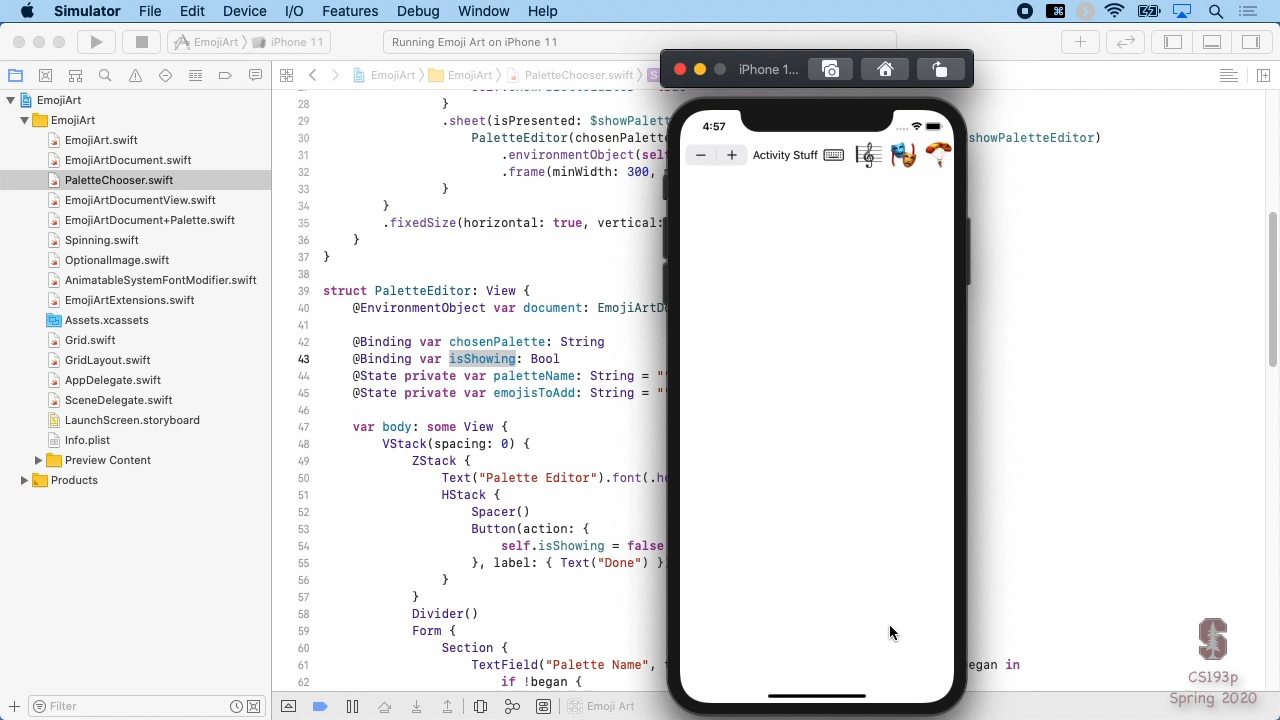 Simulator File Edit Device I/O Features Debug Window Help
EmojiArt iPhone 11
Running Emoji Art on iPhone 11
iPhone 1...
EmojiArt EmojiArt PaletteChooser.swift S
EmojiArt
EmojiArt
EmojiArt.swift
EmojiArtDocument.swift
PaletteChooser.swift
EmojiArtDocumentView.swift
EmojiArtDocument+Palette.swift
Spinning.swift
OptionalImage.swift
AnimatableSystemFontModifier.swift
EmojiArtExtensions.swift
Assets.xcassets
Grid.swift
GridLayout.swift
AppDelegate.swift
SceneDelegate.swift
LaunchScreen.storyboard
Info.plist
Preview Content
Products
Filter
28 }
29 .sheet(isPresented: $showPalett
30 PaletteEditor(chosenPalette showPaletteEditor)
31 .environmentObject(sel
32 .frame(minWidth: 300,
33 }
34 }
35 .fixedSize(horizontal: true, vertical:
36 }
37 }
38
39 struct PaletteEditor: View {
40 @EnvironmentObject var document: EmojiArtDo
41
42 @Binding var chosenPalette: String
43 @Binding var isShowing: Bool
44 @State private var paletteName: String = ""
45 @State private var emojisToAdd: String = ""
46
47 var body: some View {
48 VStack(spacing: 0) {
49 ZStack {
50 Text("Palette Editor").font(.he
51 HStack {
52 Spacer()
53 Button(action: {
54 self.isShowing = false
55 }, label: { Text("Done") }
56 }
57 }
58 Divider()
59 Form {
60 Section {
61 TextField("Palette Name", egan in
62 if !began {
Emoji Art
4:57
− + Activity Stuff
CS193p
Spring 2020